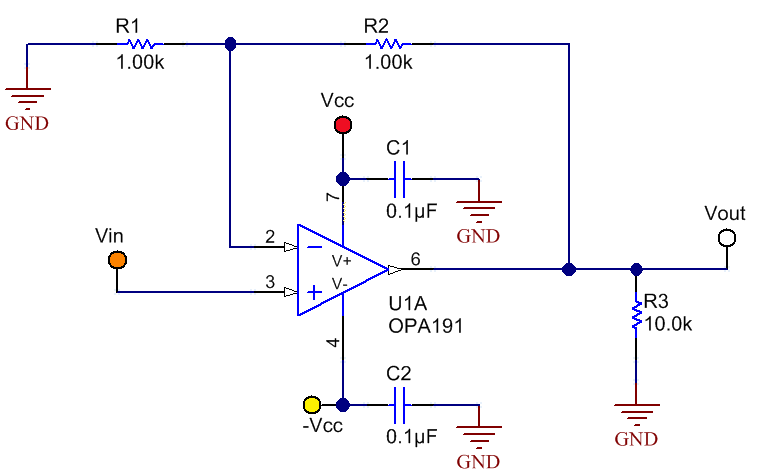 R1
1.00k
R2
1.00k
GND
Vcc
C1
0.1µF
GND
7
Vin
2
3
V+
V-
6
U1A
OPA191
Vout
R3
10.0k
GND
4
-Vcc
C2
0.1µF
GND